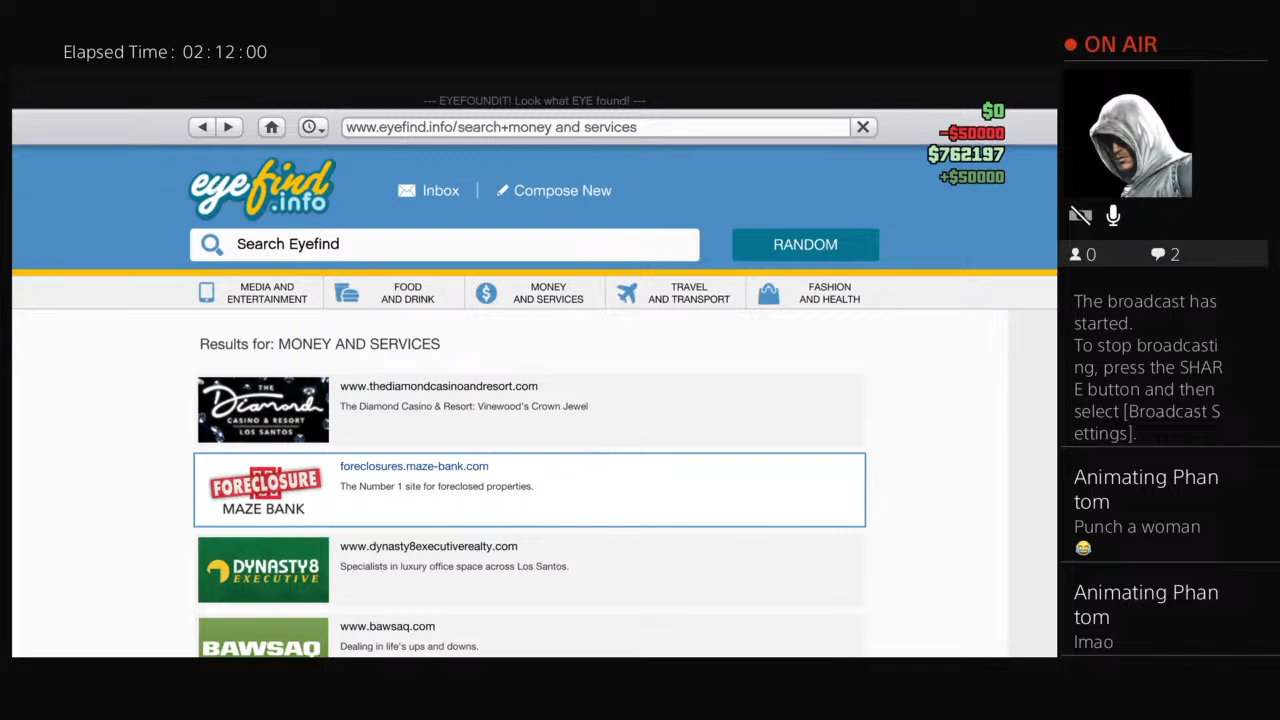 Elapsed Time: 02:12:00
ON AIR
--- EYEFOUNDIT! Look what EYE found! ---
www.eyefind.info/search+money and services
$0
-$50000
$762197
+$50000
eyefind
.info
Inbox
Compose New
Search Eyefind
RANDOM
MEDIA AND
ENTERTAINMENT
FOOD
AND DRINK
MONEY
AND SERVICES
TRAVEL
AND TRANSPORT
FASHION
AND HEALTH
Results for: MONEY AND SERVICES
THE
Diamond
CASINO & RESORT
LOS SANTOS
www.thediamondcasinoandresort.com
The Diamond Casino & Resort: Vinewood's Crown Jewel
FORECLOSURE
MAZE BANK
foreclosures.maze-bank.com
The Number 1 site for foreclosed properties.
DYNASTY8
EXECUTIVE
www.dynasty8executiverealty.com
Specialists in luxury office space across Los Santos.
BAWSAQ
www.bawsaq.com
Dealing in life's ups and downs.
0
2
The broadcast has
started.
To stop broadcasti
ng, press the SHAR
E button and then
select [Broadcast S
ettings].
Animating Phan
tom
Punch a woman
😂
Animating Phan
tom
lmao